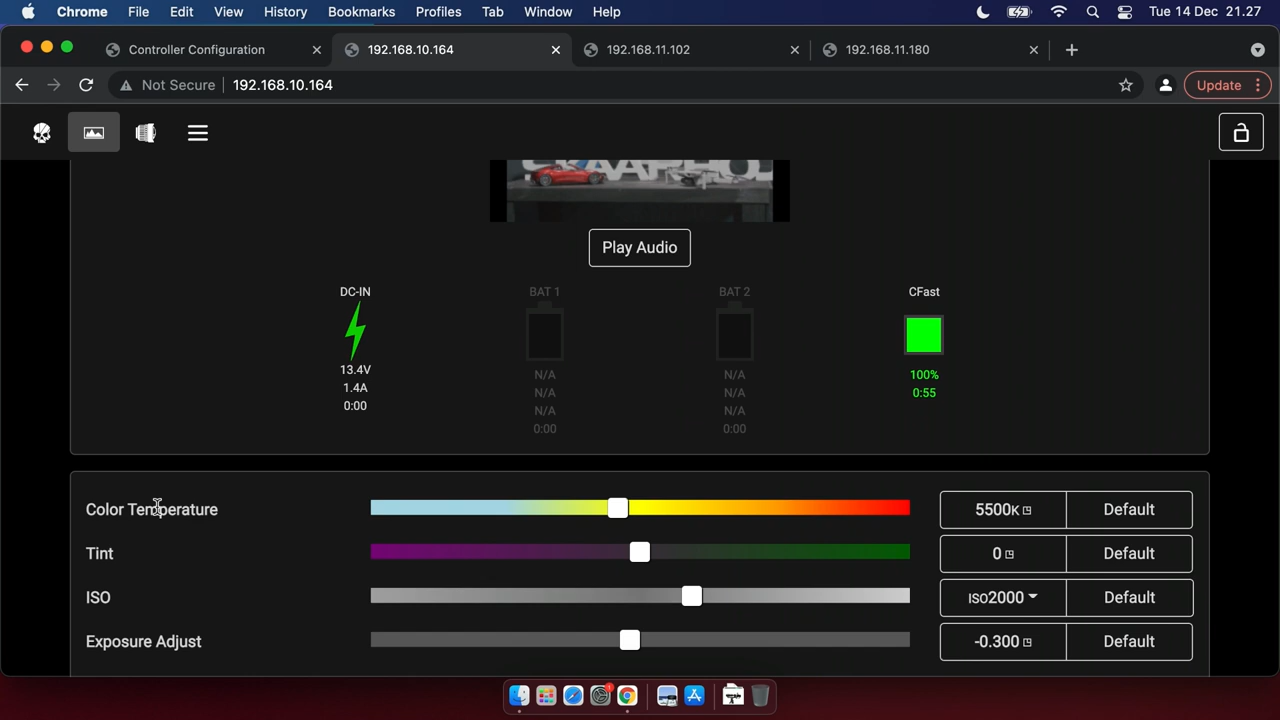 Chrome File Edit View History Bookmarks Profiles Tab Window Help Tue 14 Dec 21.27
Controller Configuration 192.168.10.164 192.168.11.102 192.168.11.180
Not Secure 192.168.10.164 Update
Play Audio
DC-IN BAT 1 BAT 2 CFast
13.4V N/A N/A 100%
1.4A N/A N/A 0:55
0:00 N/A N/A
0:00 0:00
Color Temperature 5500K Default
Tint 0 Default
ISO ISO2000 Default
Exposure Adjust -0.300 Default